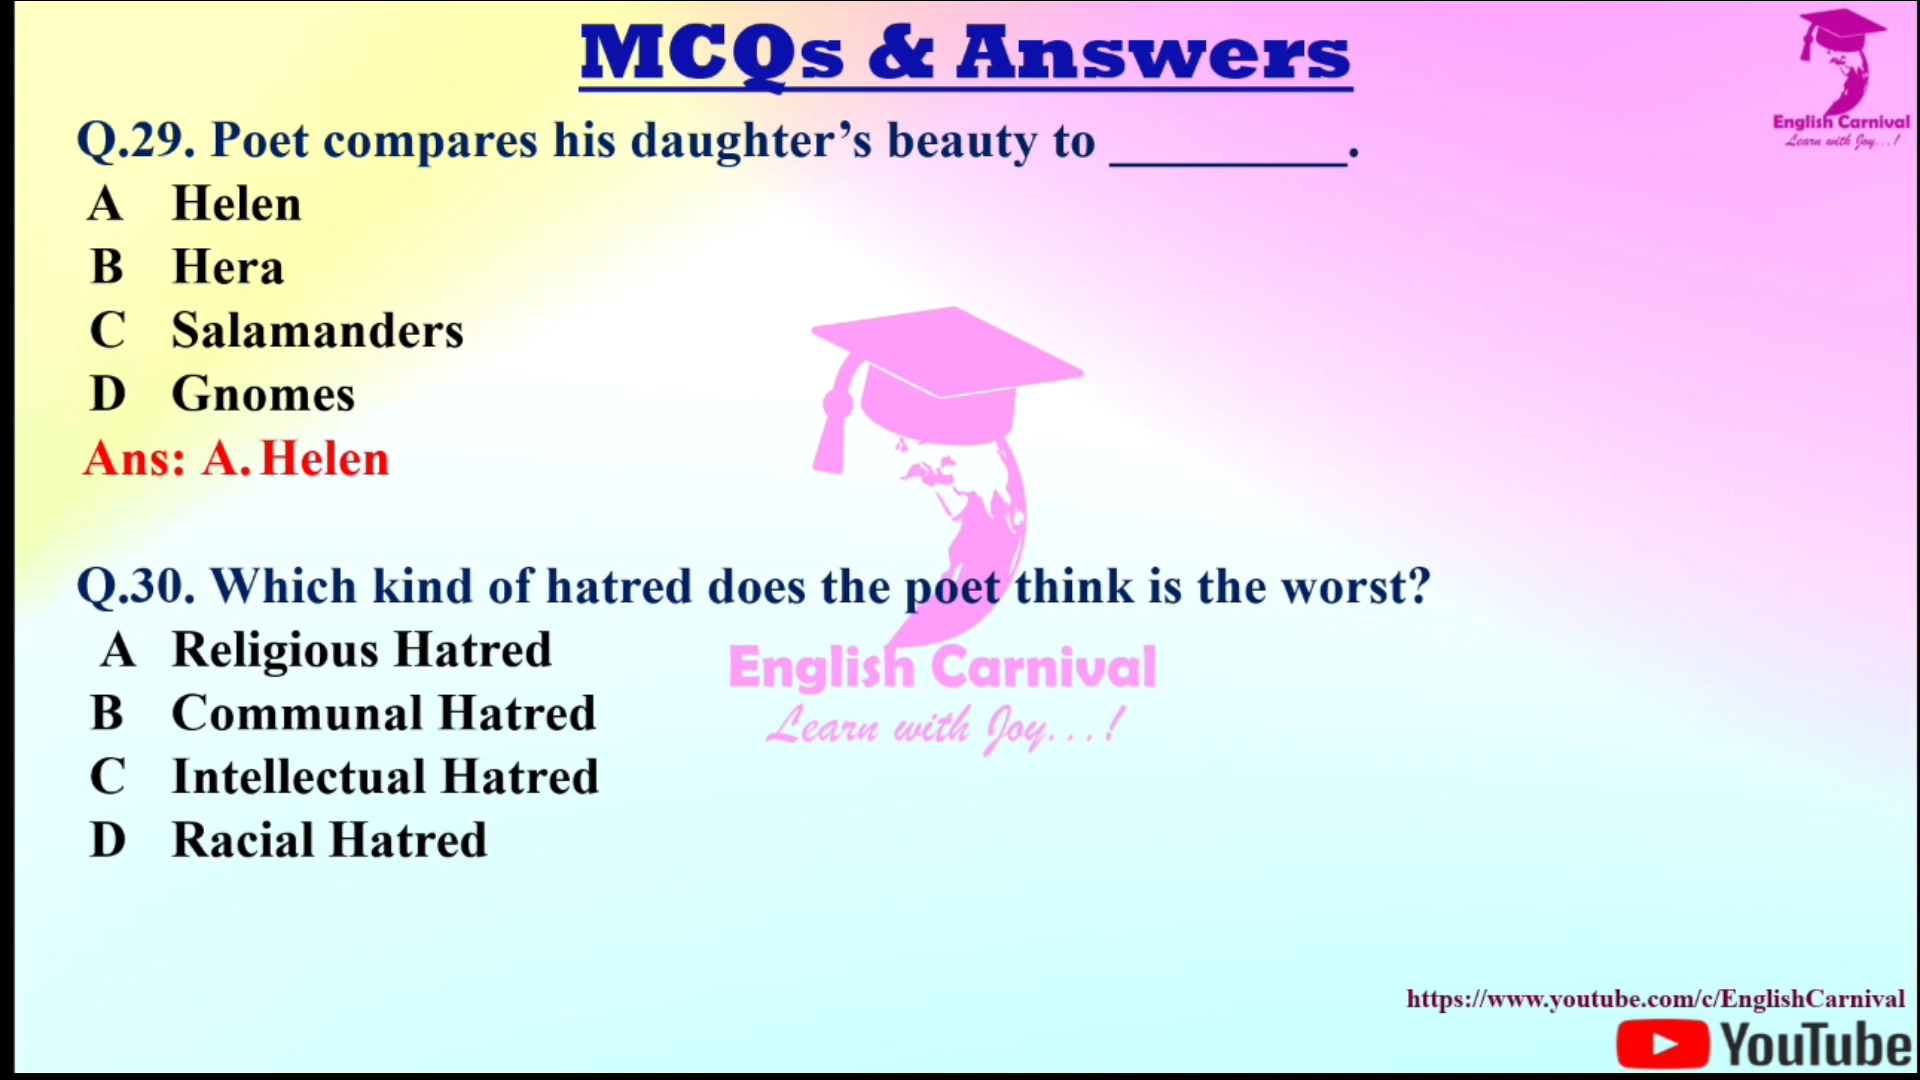 MCQs & Answers
English Carnival
Learn with Joy...!
Q.29. Poet compares his daughter’s beauty to _________.
A Helen
B Hera
C Salamanders
D Gnomes
Ans: A. Helen
Q.30. Which kind of hatred does the poet think is the worst?
A Religious Hatred
B Communal Hatred
C Intellectual Hatred
D Racial Hatred
English Carnival
Learn with Joy...!
https://www.youtube.com/c/EnglishCarnival
YouTube